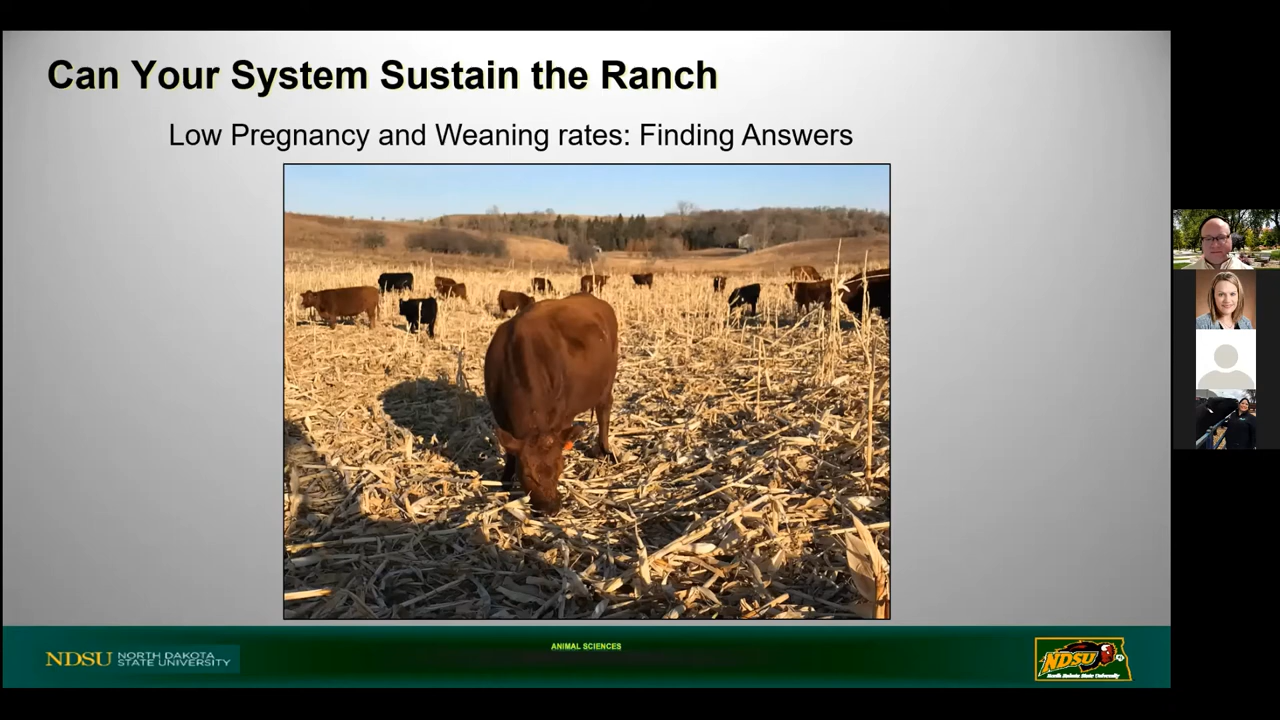 Can Your System Sustain the Ranch
Low Pregnancy and Weaning rates: Finding Answers
ANIMAL SCIENCES
NDSU NORTH DAKOTA
STATE UNIVERSITY
NDSU
North Dakota State University